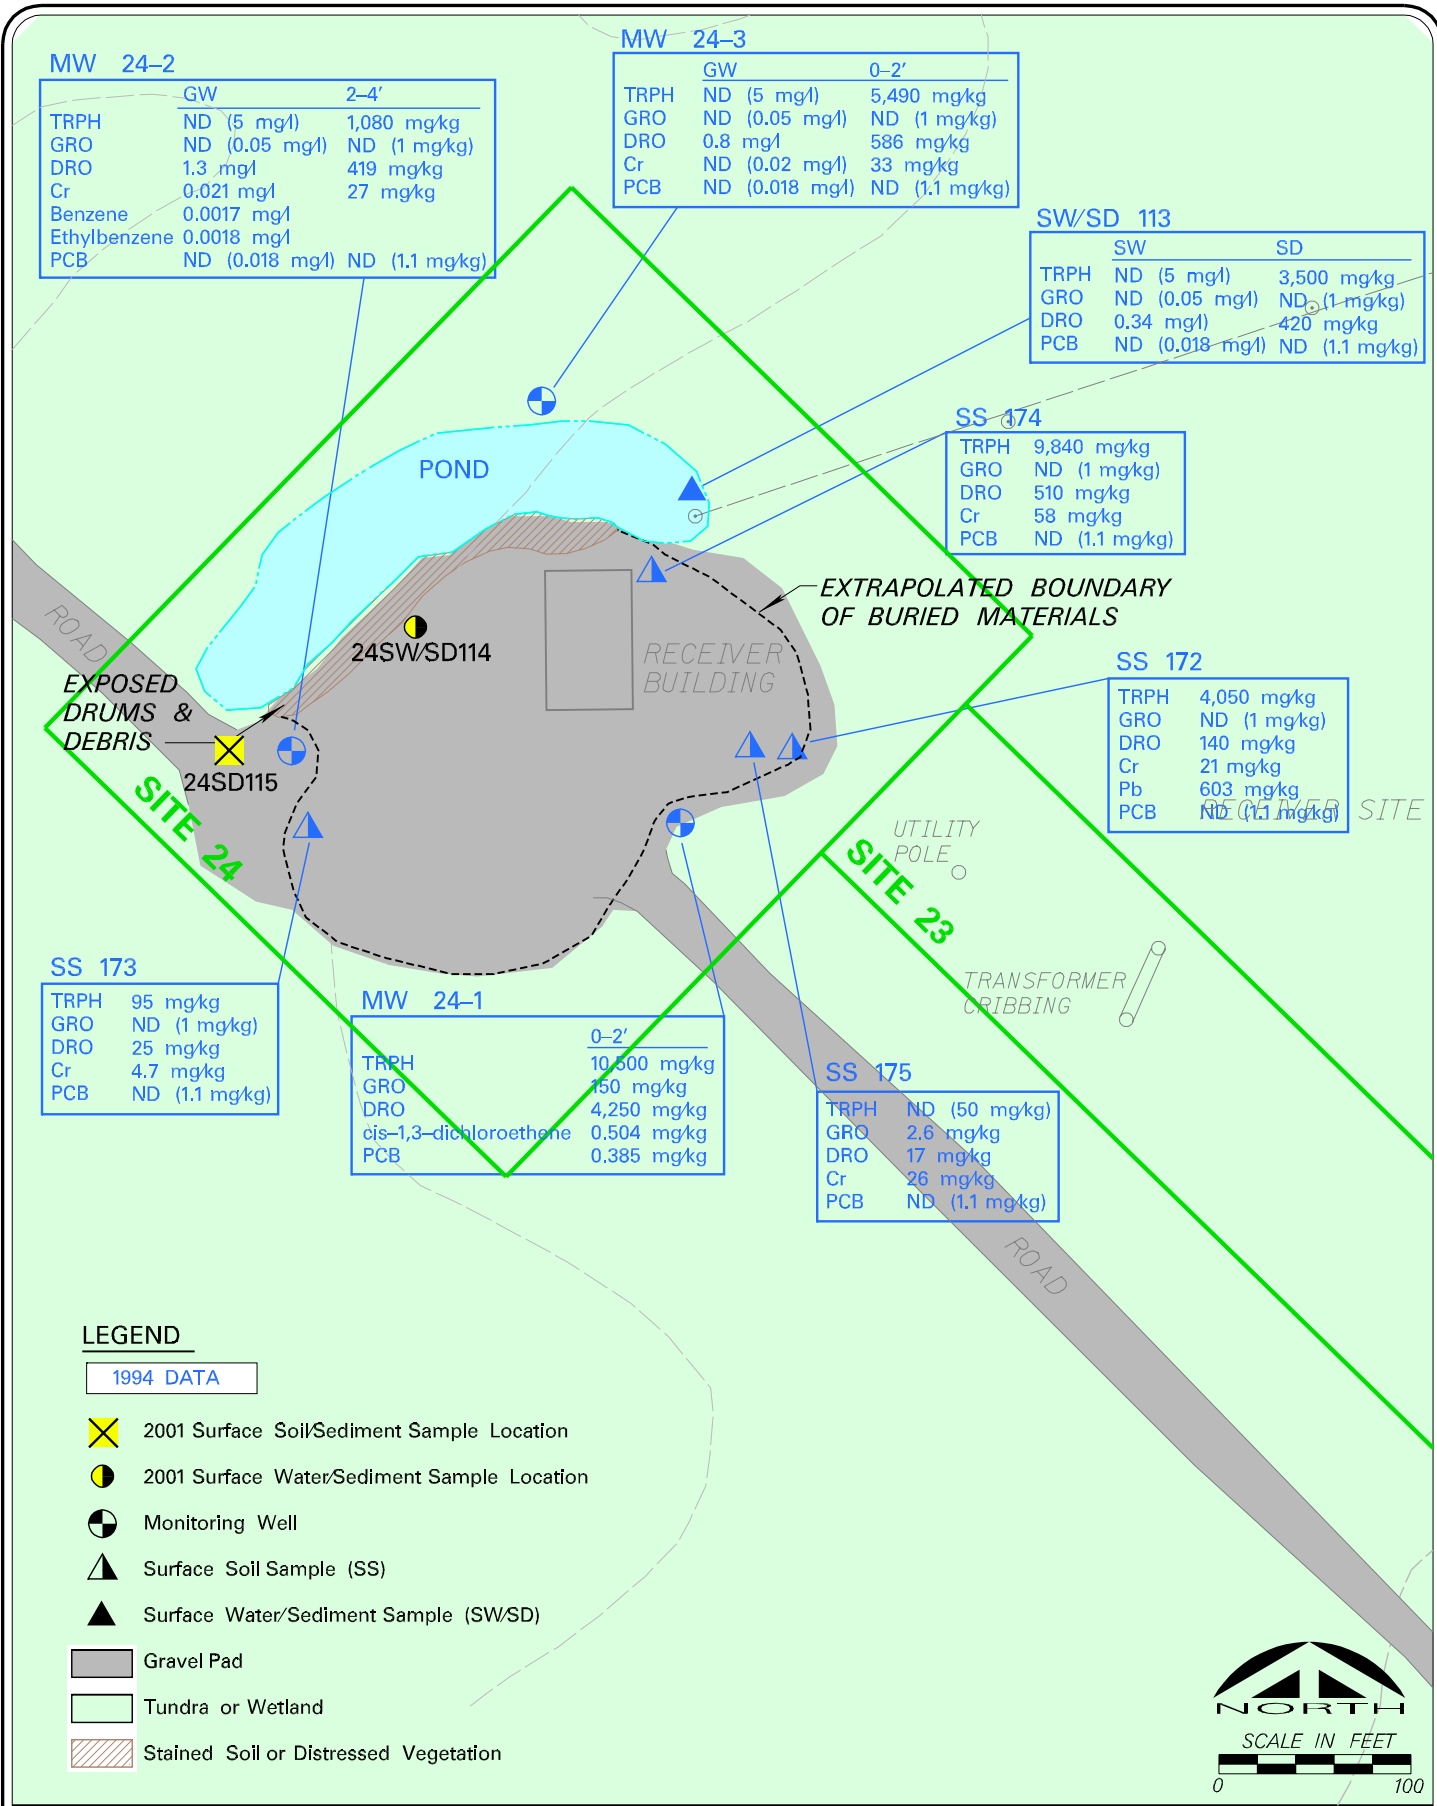 MW 24–2
GW 2–4'
TRPH ND (5 mg/l) 1,080 mg/kg
GRO ND (0.05 mg/l) ND (1 mg/kg)
DRO 1.3 mg/l 419 mg/kg
Cr 0.021 mg/l 27 mg/kg
Benzene 0.0017 mg/l
Ethylbenzene 0.0018 mg/l
PCB ND (0.018 mg/l) ND (1.1 mg/kg)
MW 24–3
GW 0–2'
TRPH ND (5 mg/l) 5,490 mg/kg
GRO ND (0.05 mg/l) ND (1 mg/kg)
DRO 0.8 mg/l 586 mg/kg
Cr ND (0.02 mg/l) 33 mg/kg
PCB ND (0.018 mg/l) ND (1.1 mg/kg)
SW/SD 113
SW SD
TRPH ND (5 mg/l) 3,500 mg/kg
GRO ND (0.05 mg/l) ND (1 mg/kg)
DRO 0.34 mg/l) 420 mg/kg
PCB ND (0.018 mg/l) ND (1.1 mg/kg)
SS 174
TRPH 9,840 mg/kg
GRO ND (1 mg/kg)
DRO 510 mg/kg
Cr 58 mg/kg
PCB ND (1.1 mg/kg)
POND
EXTRAPOLATED BOUNDARY
OF BURIED MATERIALS
ROAD
24SW/SD114
RECEIVER
BUILDING
EXPOSED
DRUMS &
DEBRIS
24SD115
SITE 24
SS 172
TRPH 4,050 mg/kg
GRO ND (1 mg/kg)
DRO 140 mg/kg
Cr 21 mg/kg
Pb 603 mg/kg
PCB ND (1.1 mg/kg)
RECEIVER SITE
UTILITY
POLE
SITE 23
TRANSFORMER
CRIBBING
SS 173
TRPH 95 mg/kg
GRO ND (1 mg/kg)
DRO 25 mg/kg
Cr 4.7 mg/kg
PCB ND (1.1 mg/kg)
MW 24–1
0–2'
TRPH 10,500 mg/kg
GRO 150 mg/kg
DRO 4,250 mg/kg
cis–1,3–dichloroethene 0.504 mg/kg
PCB 0.385 mg/kg
SS 175
TRPH ND (50 mg/kg)
GRO 2.6 mg/kg
DRO 17 mg/kg
Cr 26 mg/kg
PCB ND (1.1 mg/kg)
ROAD
LEGEND
1994 DATA
2001 Surface Soil/Sediment Sample Location
2001 Surface Water/Sediment Sample Location
Monitoring Well
Surface Soil Sample (SS)
Surface Water/Sediment Sample (SW/SD)
Gravel Pad
Tundra or Wetland
Stained Soil or Distressed Vegetation
NORTH
SCALE IN FEET
0 100